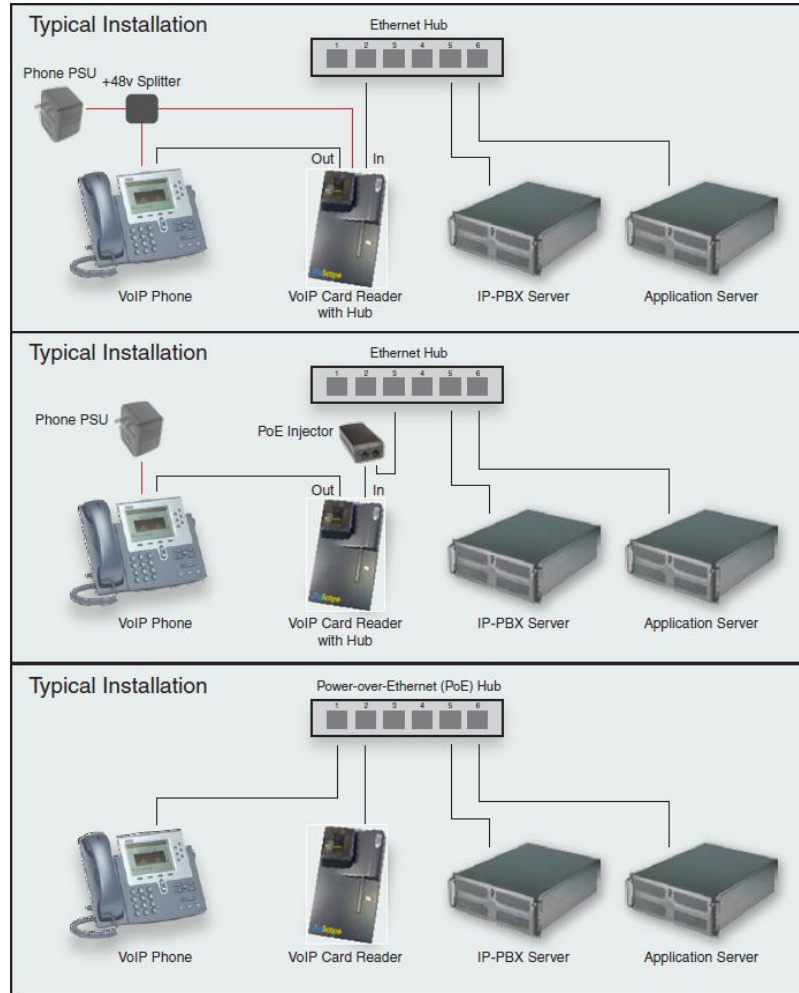 Typical Installation
Ethernet Hub
1 2 3 4 5 6
Phone PSU
+48v Splitter
Out In
VoIP Phone
VoIP Card Reader
with Hub
IP-PBX Server
Application Server
Typical Installation
Ethernet Hub
1 2 3 4 5 6
Phone PSU
PoE Injector
Out In
VoIP Phone
VoIP Card Reader
with Hub
IP-PBX Server
Application Server
Typical Installation
Power-over-Ethernet (PoE) Hub
1 2 3 4 5 6
VoIP Phone
VoIP Card Reader
IP-PBX Server
Application Server